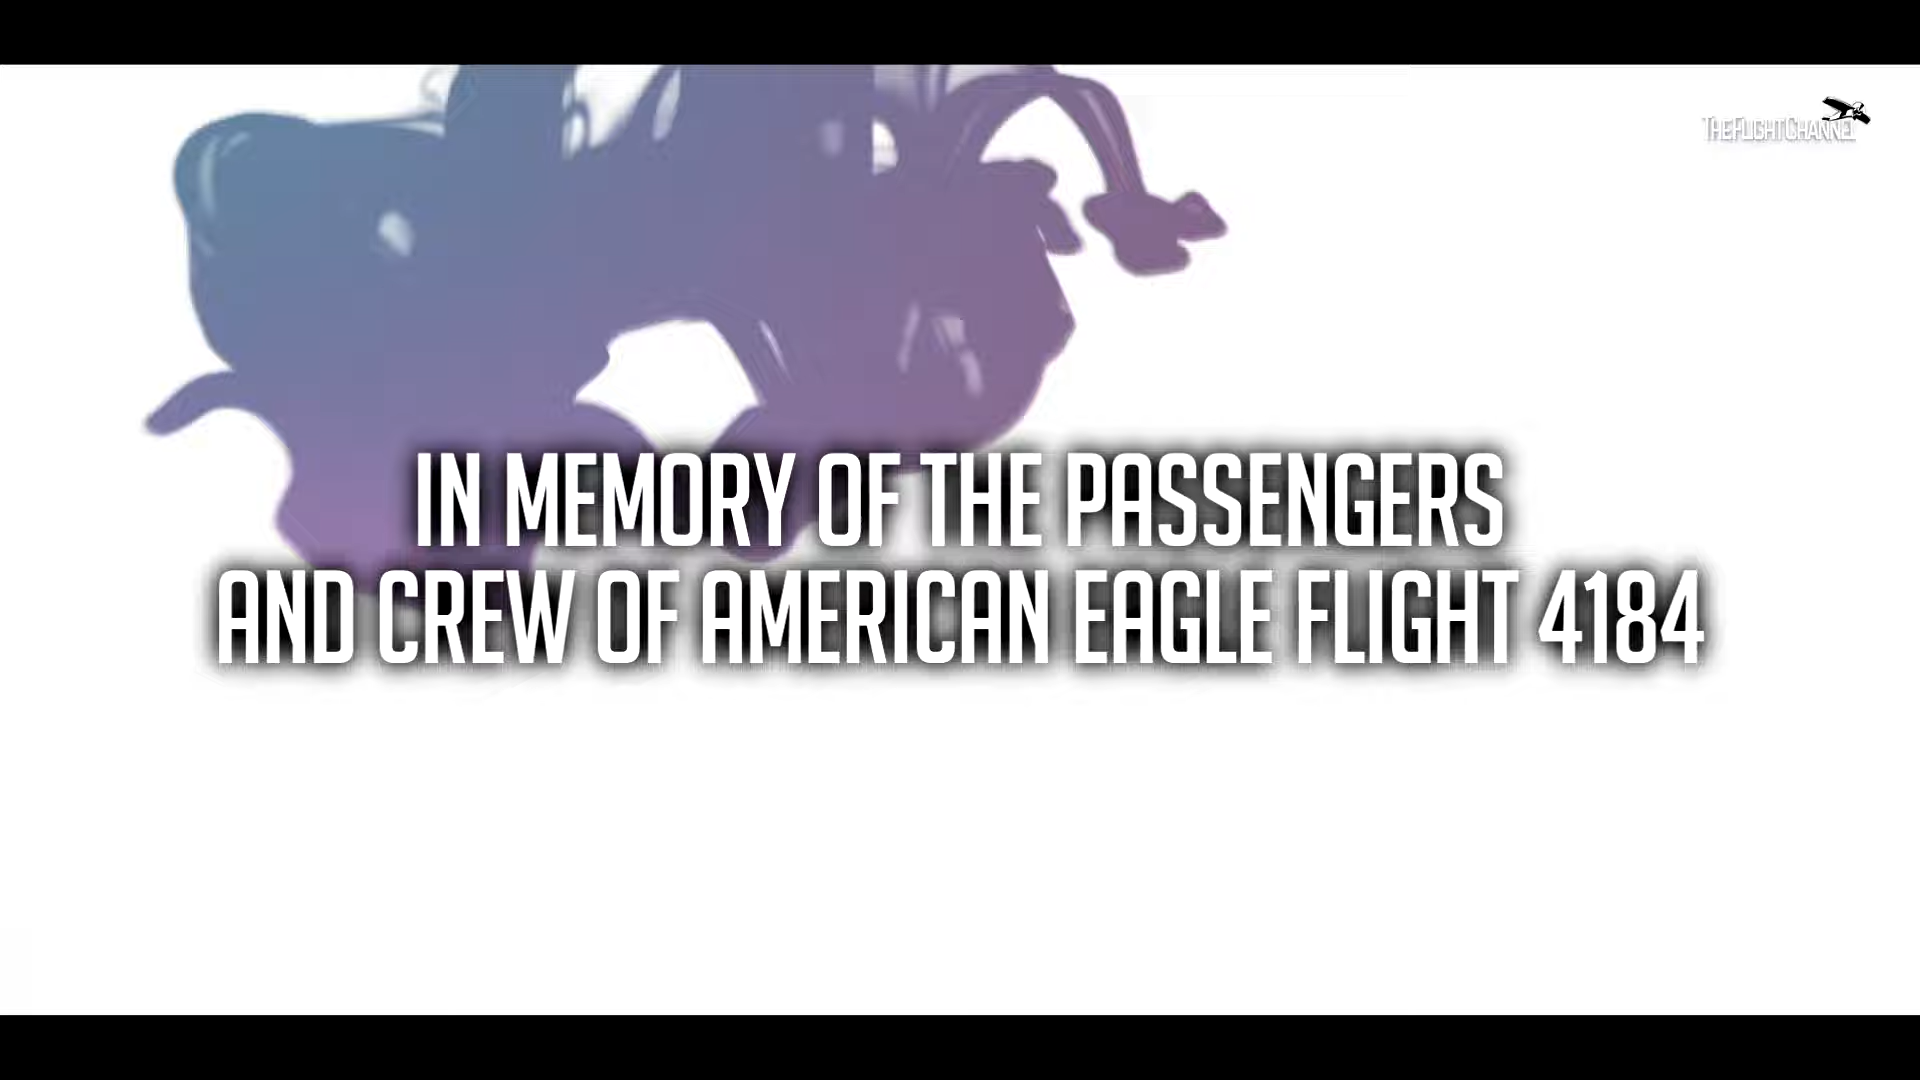 THEFLIGHTCHANNEL
IN MEMORY OF THE PASSENGERS
AND CREW OF AMERICAN EAGLE FLIGHT 4184